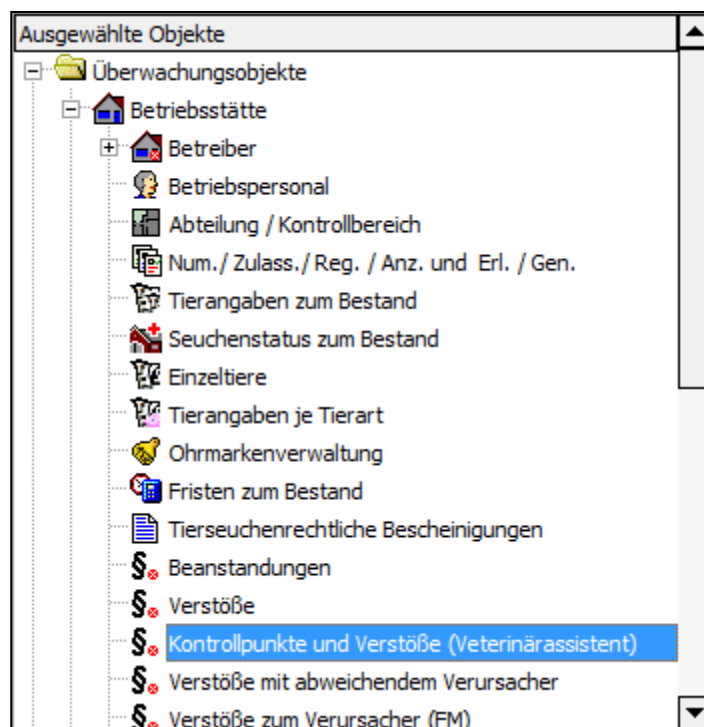 Ausgewählte Objekte
Überwachungsobjekte
Betriebsstätte
Betreiber
Betriebspersonal
Abteilung / Kontrollbereich
Num./ Zulass./ Reg. / Anz. und Erl. / Gen.
Tierangaben zum Bestand
Seuchenstatus zum Bestand
Einzeltiere
Tierangaben je Tierart
Ohrmarkenverwaltung
Fristen zum Bestand
Tierseuchenrechtliche Bescheinigungen
§ Beanstandungen
§ Verstöße
§ Kontrollpunkte und Verstöße (Veterinärassistent)
§ Verstöße mit abweichendem Verursacher
§ Verstöße zum Verursacher (FM)